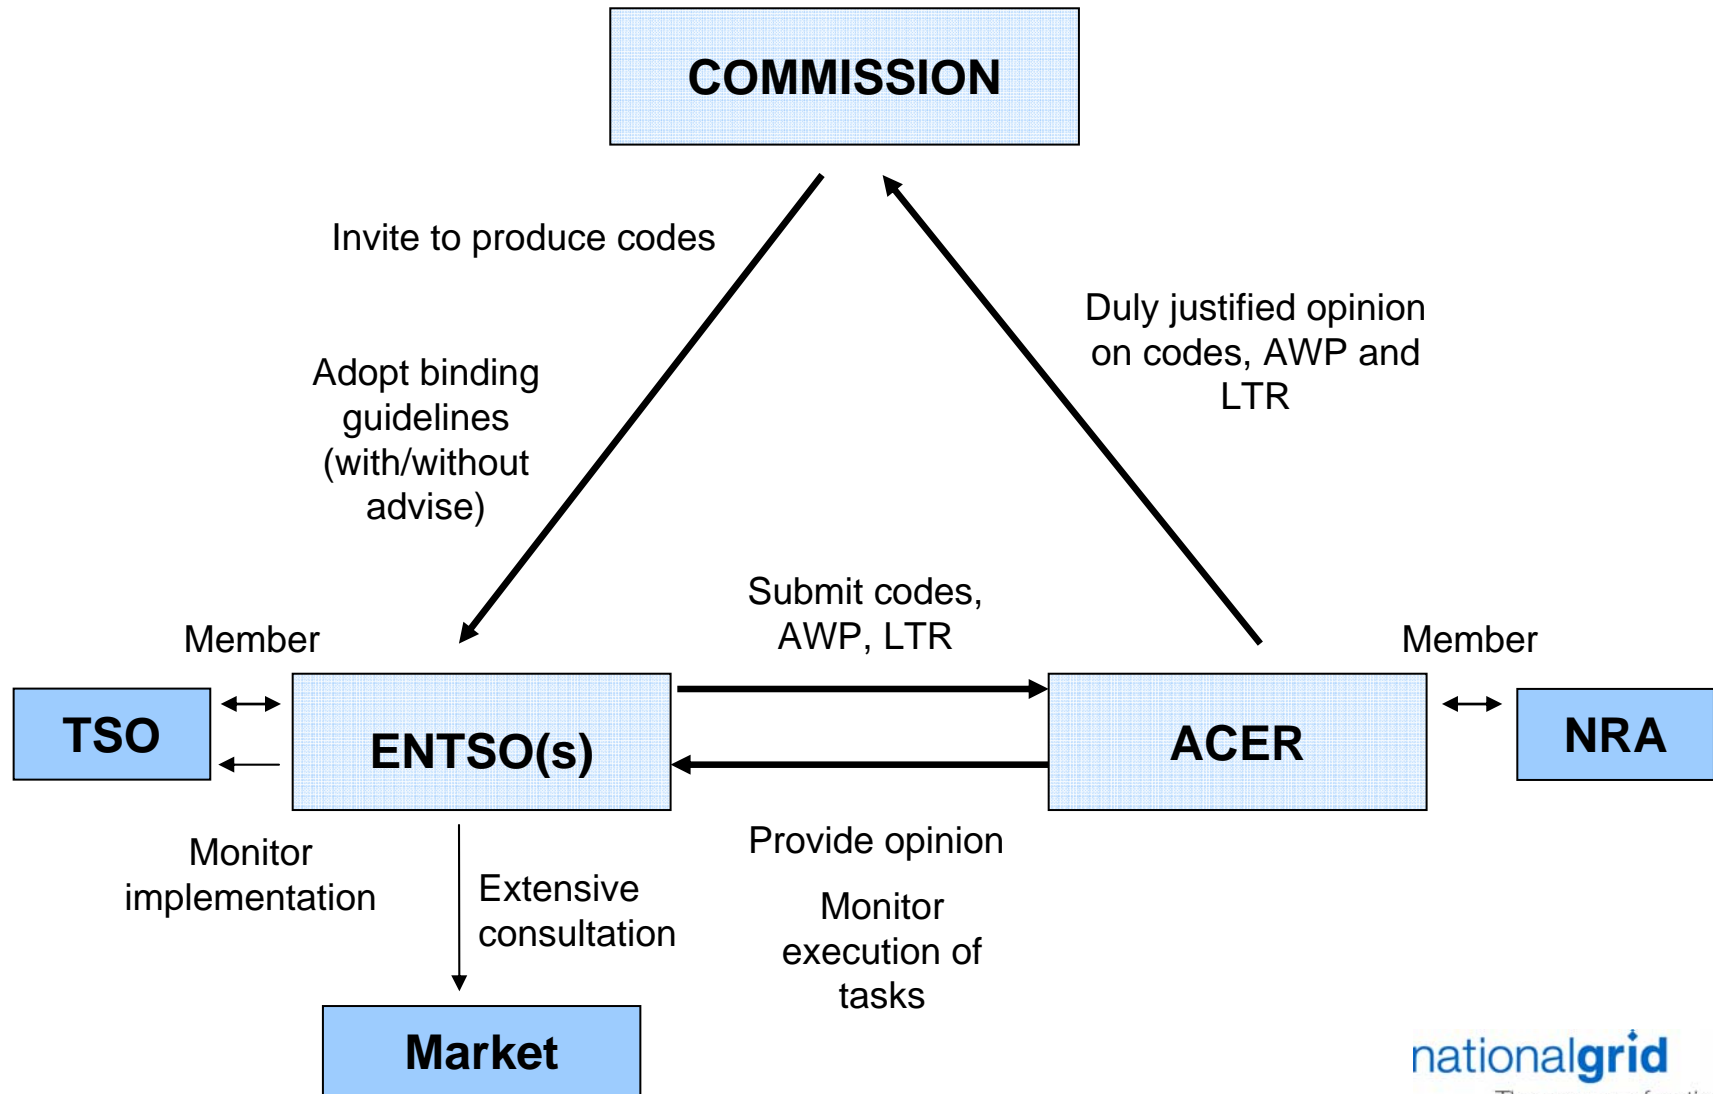 COMMISSION
Invite to produce codes
Duly justified opinion
on codes, AWP and
LTR
Adopt binding
guidelines
(with/without
advise)
Submit codes,
AWP, LTR
Member
Member
TSO
ENTSO(s)
ACER
NRA
Monitor
implementation
Extensive
consultation
Provide opinion
Monitor
execution of
tasks
Market
nationalgrid